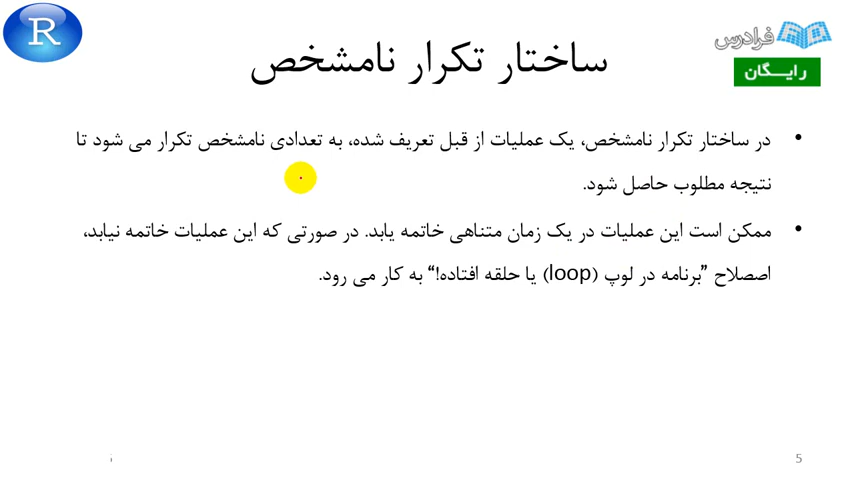 R
فرادرس
رایگان
ساختار تکرار نامشخص
• در ساختار تکرار نامشخص، یک عملیات از قبل تعریف شده، به تعدادی نامشخص تکرار می شود تا
نتیجه مطلوب حاصل شود.
• ممکن است این عملیات در یک زمان متناهی خاتمه یابد. در صورتی که این عملیات خاتمه نیابد،
اصصلاح "برنامه در لوپ (loop) یا حلقه افتاده!" به کار می رود.
5